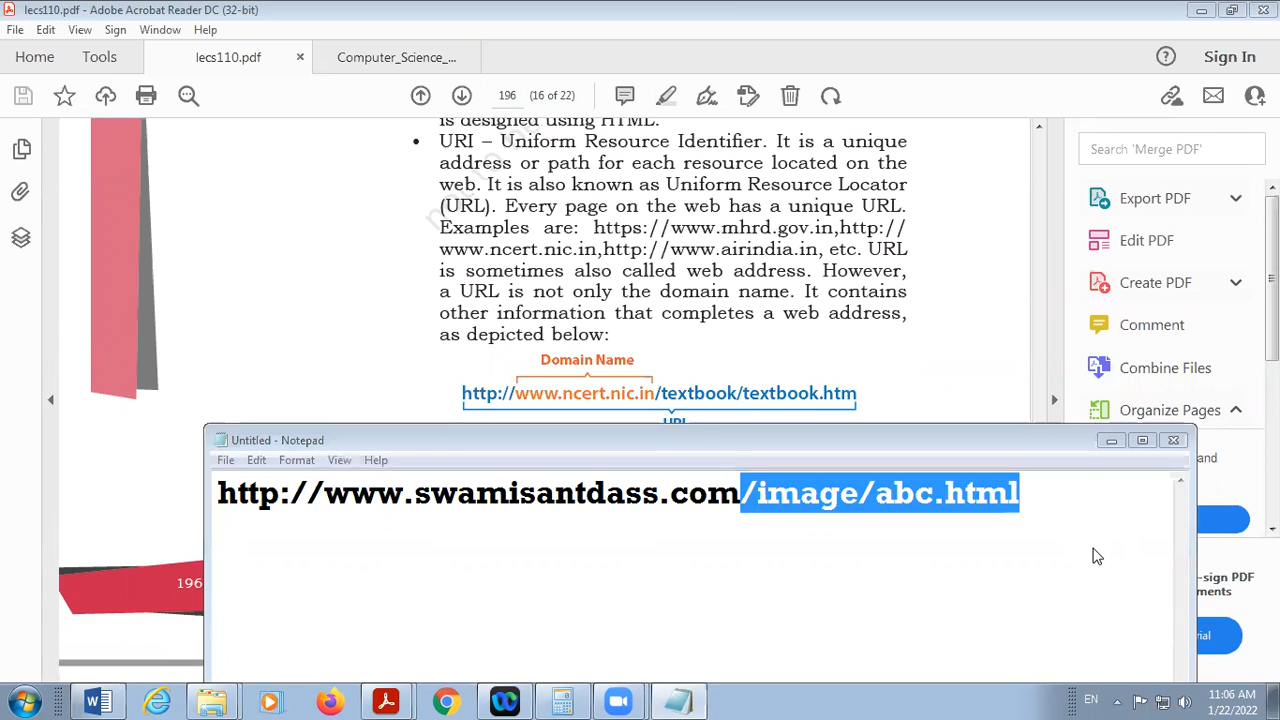 lecs110.pdf - Adobe Acrobat Reader DC (32-bit)
File Edit View Sign Window Help
Home Tools lecs110.pdf × Computer_Science_... Sign In
196 (16 of 22)
is designed using HTML.
• URI – Uniform Resource Identifier. It is a unique
address or path for each resource located on the
web. It is also known as Uniform Resource Locator
(URL). Every page on the web has a unique URL.
Examples are: https://www.mhrd.gov.in,http://
www.ncert.nic.in,http://www.airindia.in, etc. URL
is sometimes also called web address. However,
a URL is not only the domain name. It contains
other information that completes a web address,
as depicted below:
Domain Name
http://www.ncert.nic.in/textbook/textbook.htm
URL
196
Search 'Merge PDF'
Export PDF
Edit PDF
Create PDF
Comment
Combine Files
Organize Pages
and
-sign PDF
ments
rial
Untitled - Notepad
File Edit Format View Help
http://www.swamisantdass.com/image/abc.html
EN 11:06 AM
1/22/2022